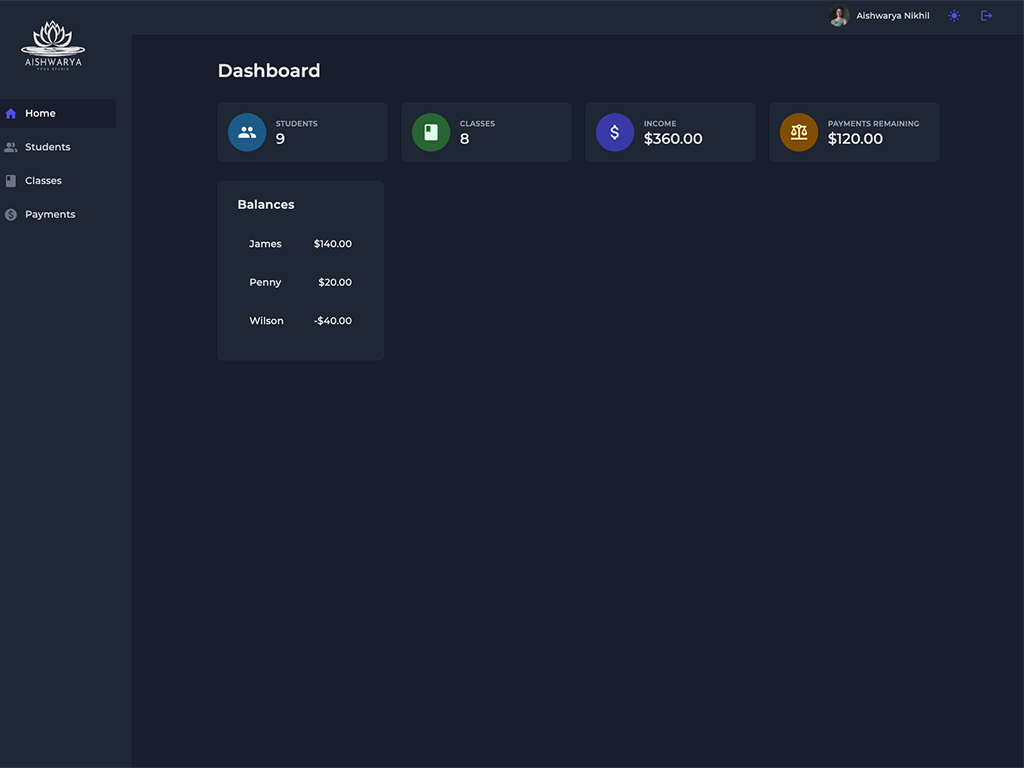 AISHWARYA
YOGA STUDIO
Aishwarya Nikhil
Home
Students
Classes
Payments
Dashboard
STUDENTS
9
CLASSES
8
INCOME
$360.00
PAYMENTS REMAINING
$120.00
Balances
James $140.00
Penny $20.00
Wilson -$40.00